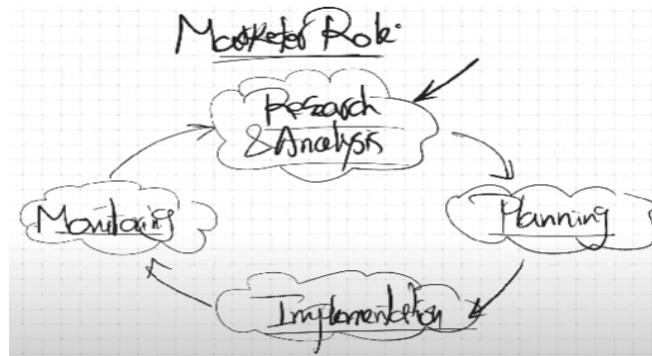 Marketer Role
Research
& Analysis
Planning
Implementation
Monitoring